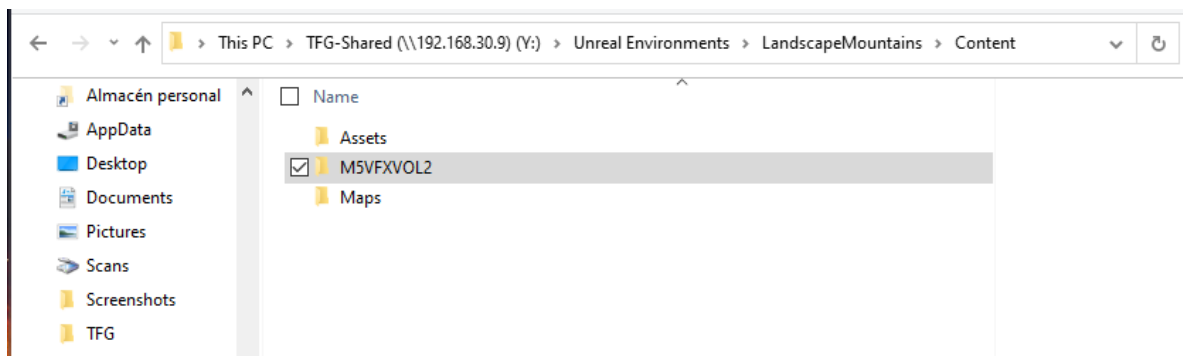 This PC > TFG-Shared (\\192.168.30.9) (Y:) > Unreal Environments > LandscapeMountains > Content
Almacén personal
AppData
Desktop
Documents
Pictures
Scans
Screenshots
TFG
Name
Assets
M5VFXVOL2
Maps